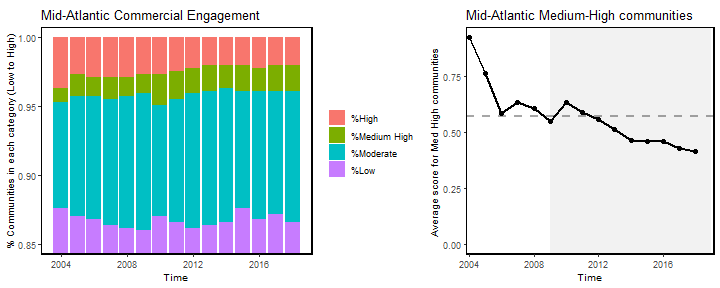 Mid-Atlantic Commercial Engagement
% Communities in each category (Low to High)
1.00
0.95
0.90
0.85
2004
2008
2012
2016
Time
%High
%Medium High
%Moderate
%Low
Mid-Atlantic Medium-High communities
Average score for Med High communities
0.75
0.50
0.25
0.00
2004
2008
2012
2016
Time